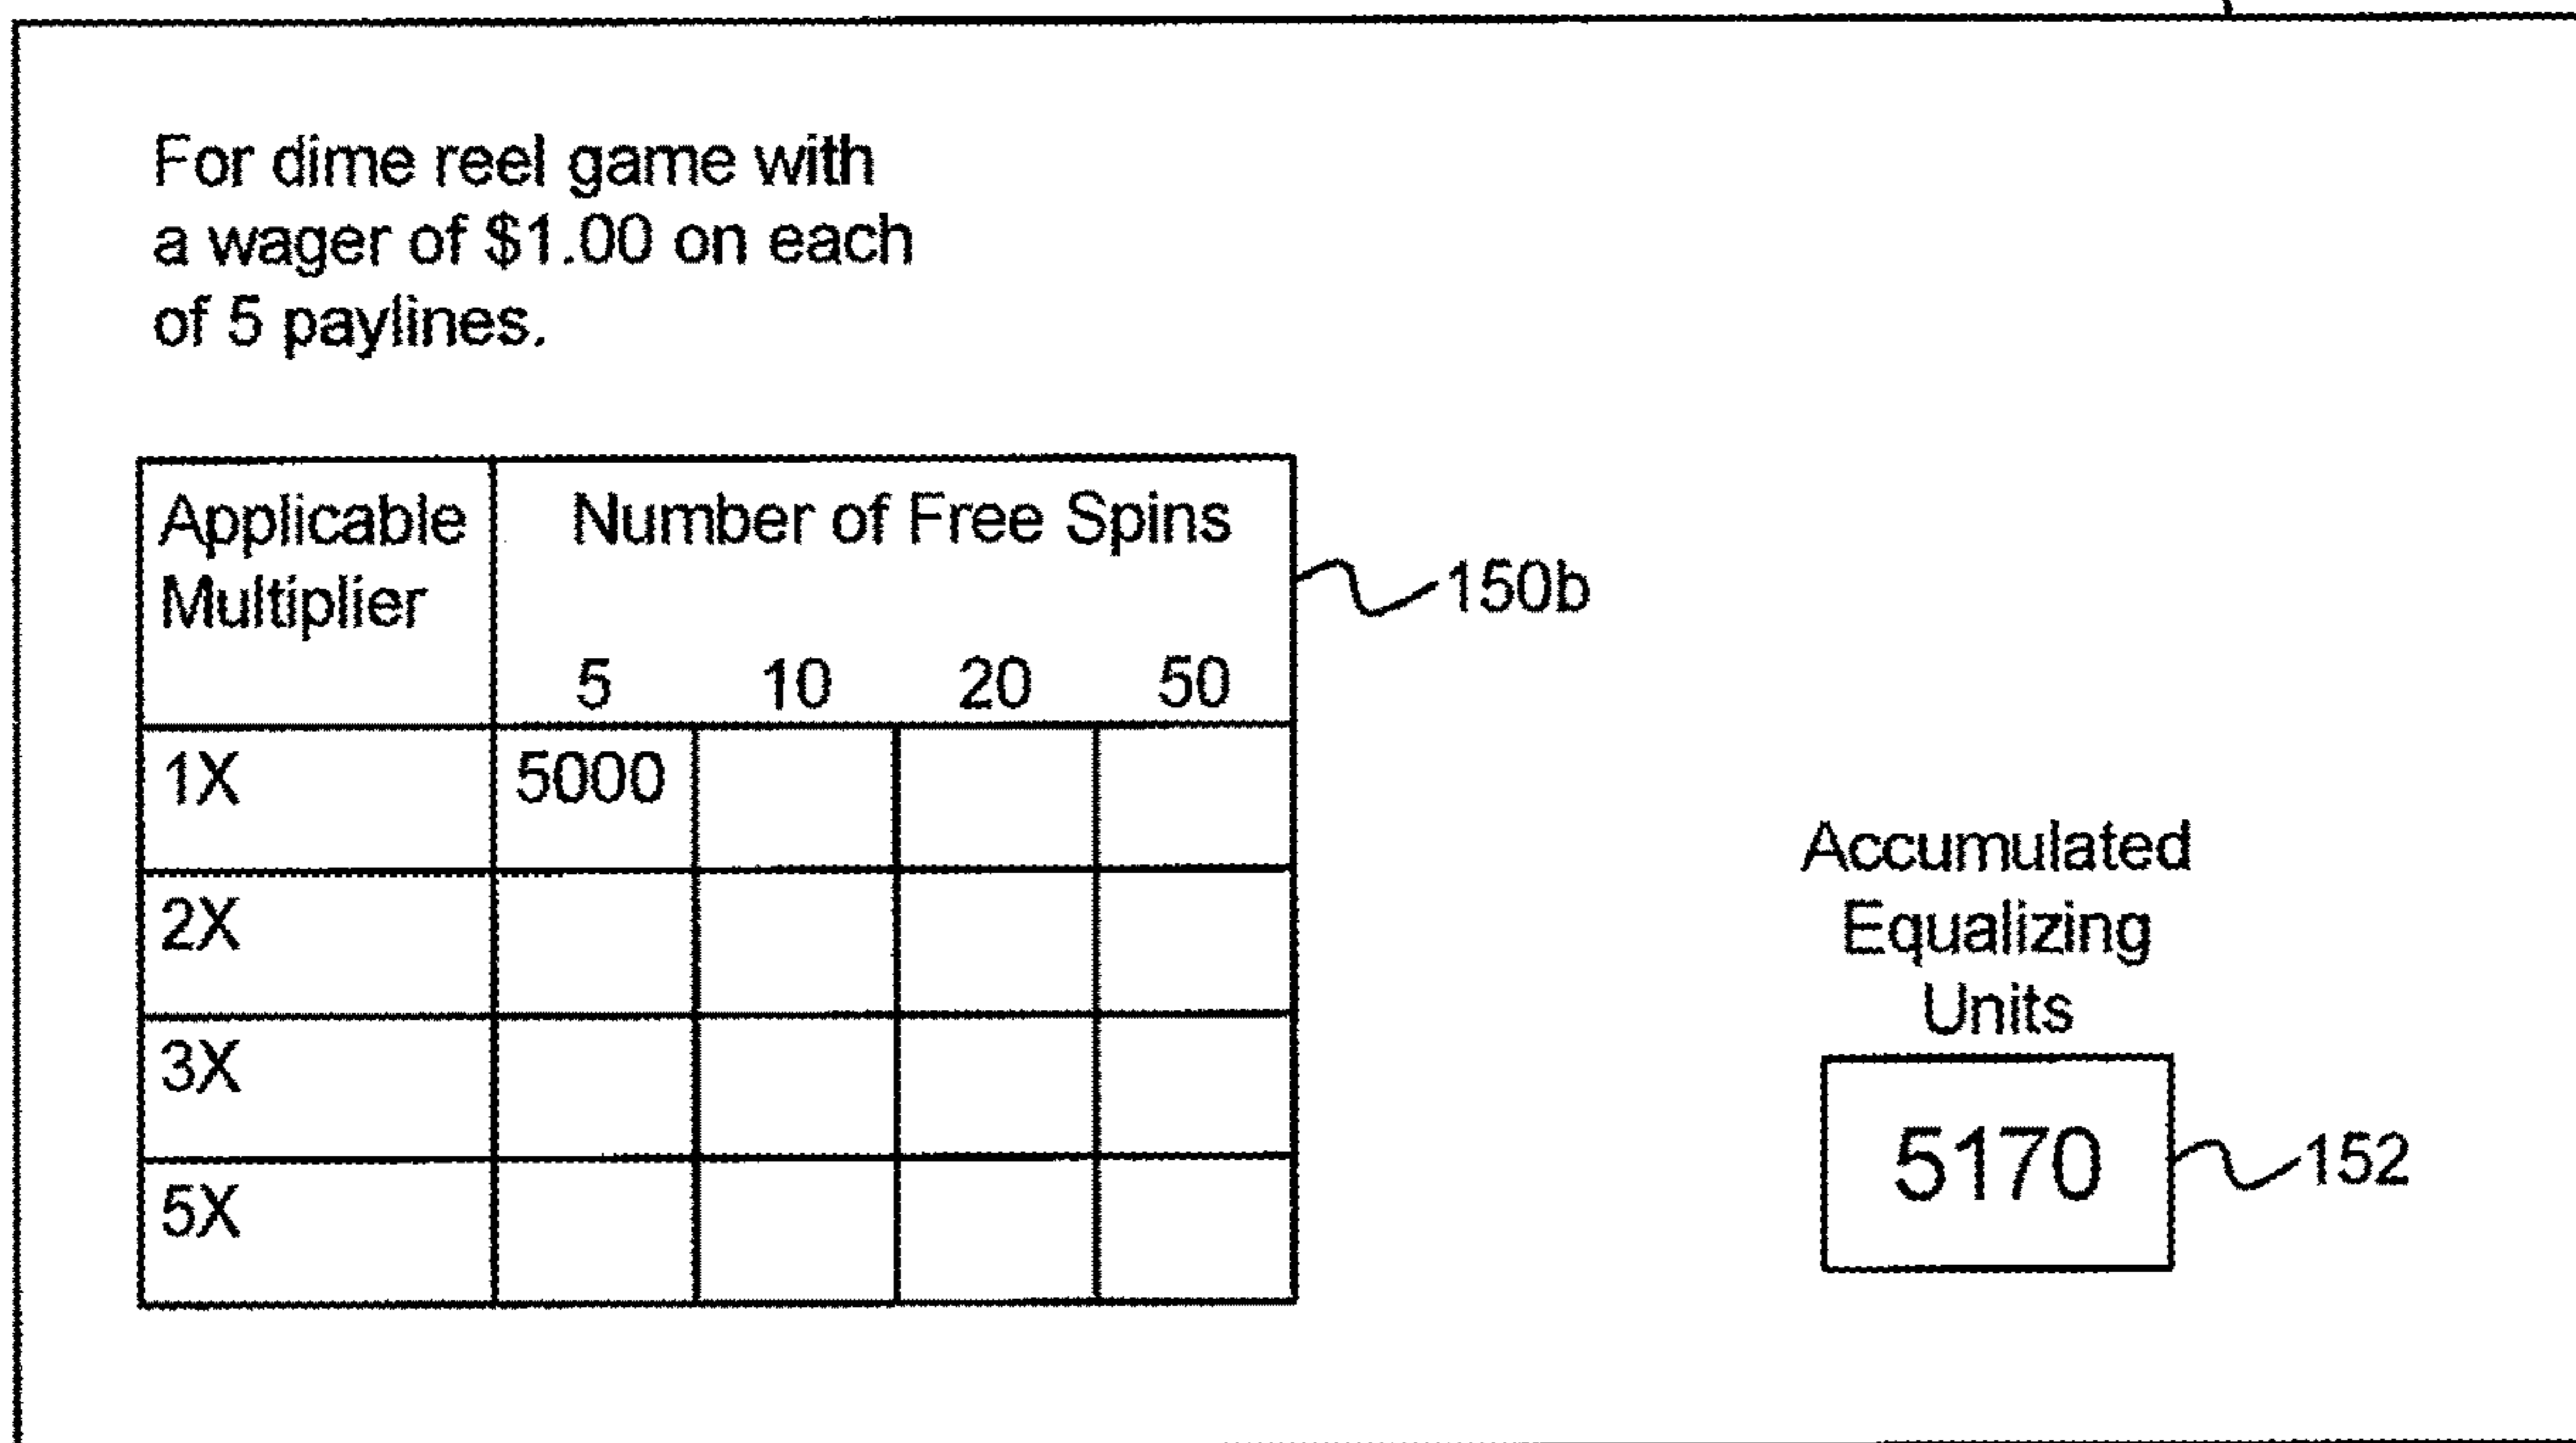 For dime reel game with
a wager of $1.00 on each
of 5 paylines.
Applicable Multiplier
Number of Free Spins
5 10 20 50
1X 5000
2X
3X
5X
150b
Accumulated
Equalizing
Units
5170
152